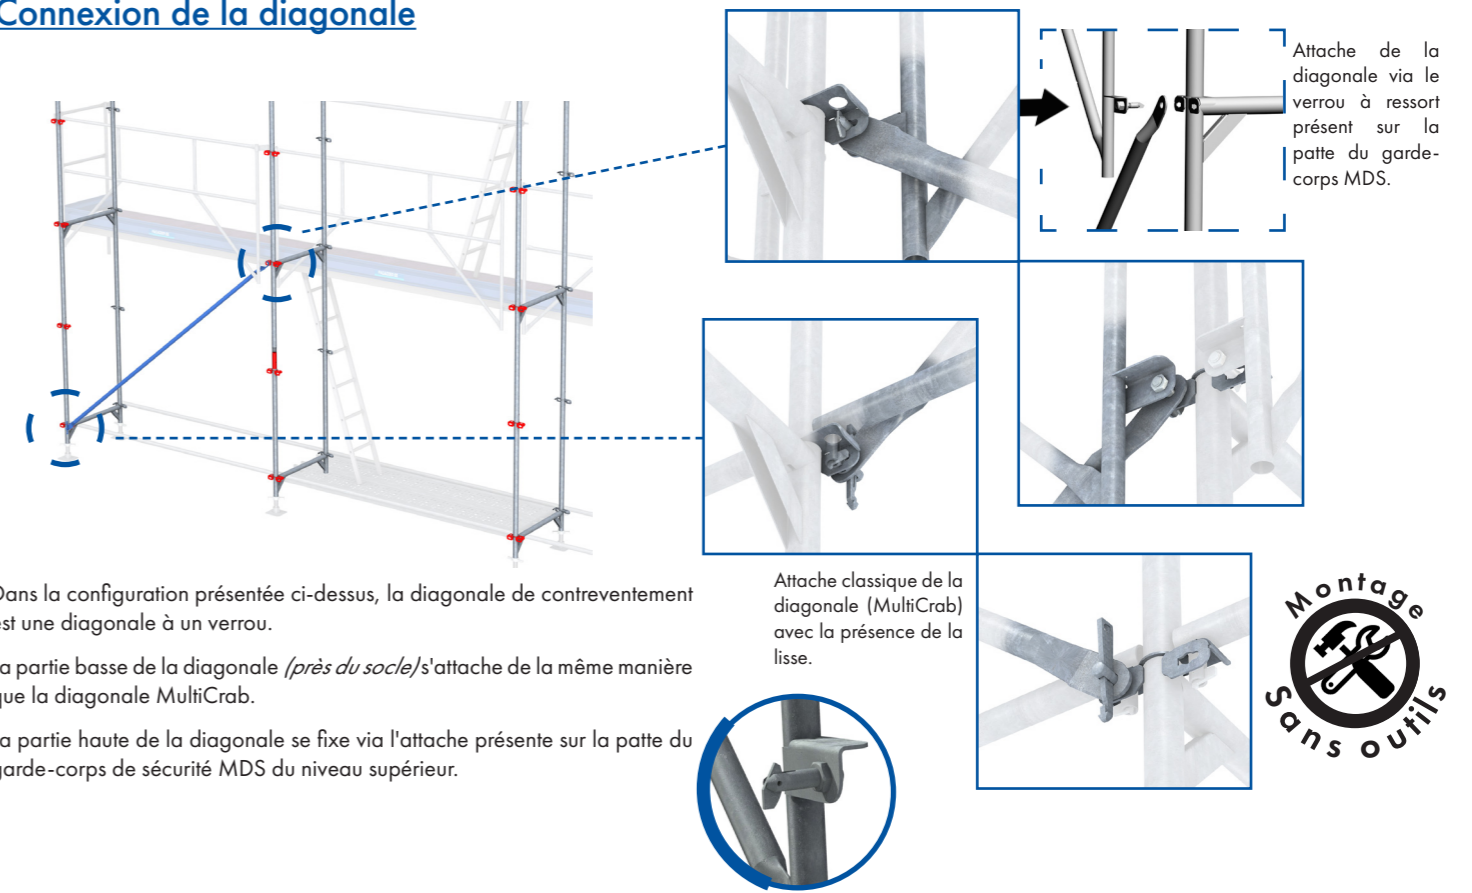 Connexion de la diagonale
Attache de la
diagonale via le
verrou à ressort
présent sur la
patte du garde-
corps MDS.
Dans la configuration présentée ci-dessus, la diagonale de contreventement
est une diagonale à un verrou.
La partie basse de la diagonale (près du socle) s'attache de la même manière
que la diagonale MultiCrab.
La partie haute de la diagonale se fixe via l'attache présente sur la patte du
garde-corps de sécurité MDS du niveau supérieur.
Attache classique de la
diagonale (MultiCrab)
avec la présence de la
lisse.
Montage
Sans outils